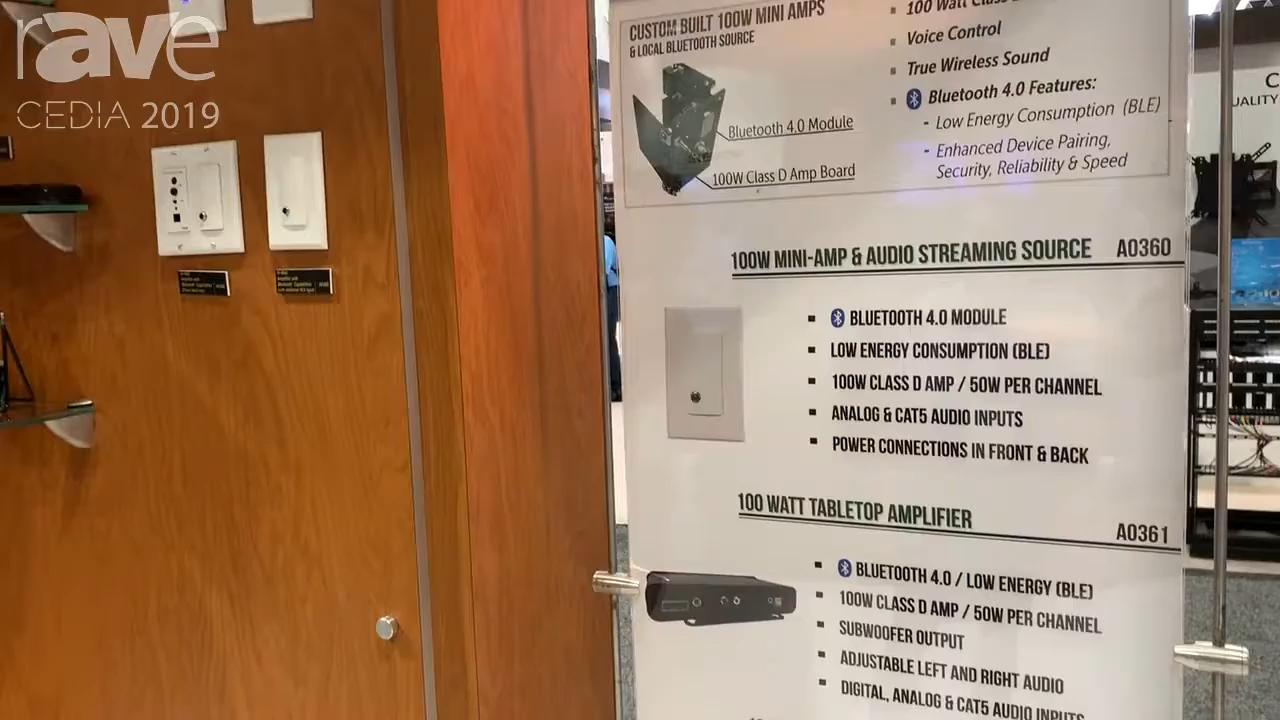 rave
CEDIA 2019
CUSTOM BUILT 100W MINI AMPS
& LOCAL BLUETOOTH SOURCE
Bluetooth 4.0 Module
100W Class D Amp Board
100 Watt Class
Voice Control
True Wireless Sound
Bluetooth 4.0 Features:
- Low Energy Consumption (BLE)
- Enhanced Device Pairing,
Security, Reliability & Speed
100W MINI-AMP & AUDIO STREAMING SOURCE A0360
BLUETOOTH 4.0 MODULE
LOW ENERGY CONSUMPTION (BLE)
100W CLASS D AMP / 50W PER CHANNEL
ANALOG & CAT5 AUDIO INPUTS
POWER CONNECTIONS IN FRONT & BACK
100 WATT TABLETOP AMPLIFIER A0361
BLUETOOTH 4.0 / LOW ENERGY (BLE)
100W CLASS D AMP / 50W PER CHANNEL
SUBWOOFER OUTPUT
ADJUSTABLE LEFT AND RIGHT AUDIO
DIGITAL, ANALOG & CAT5 AUDIO INPUTS